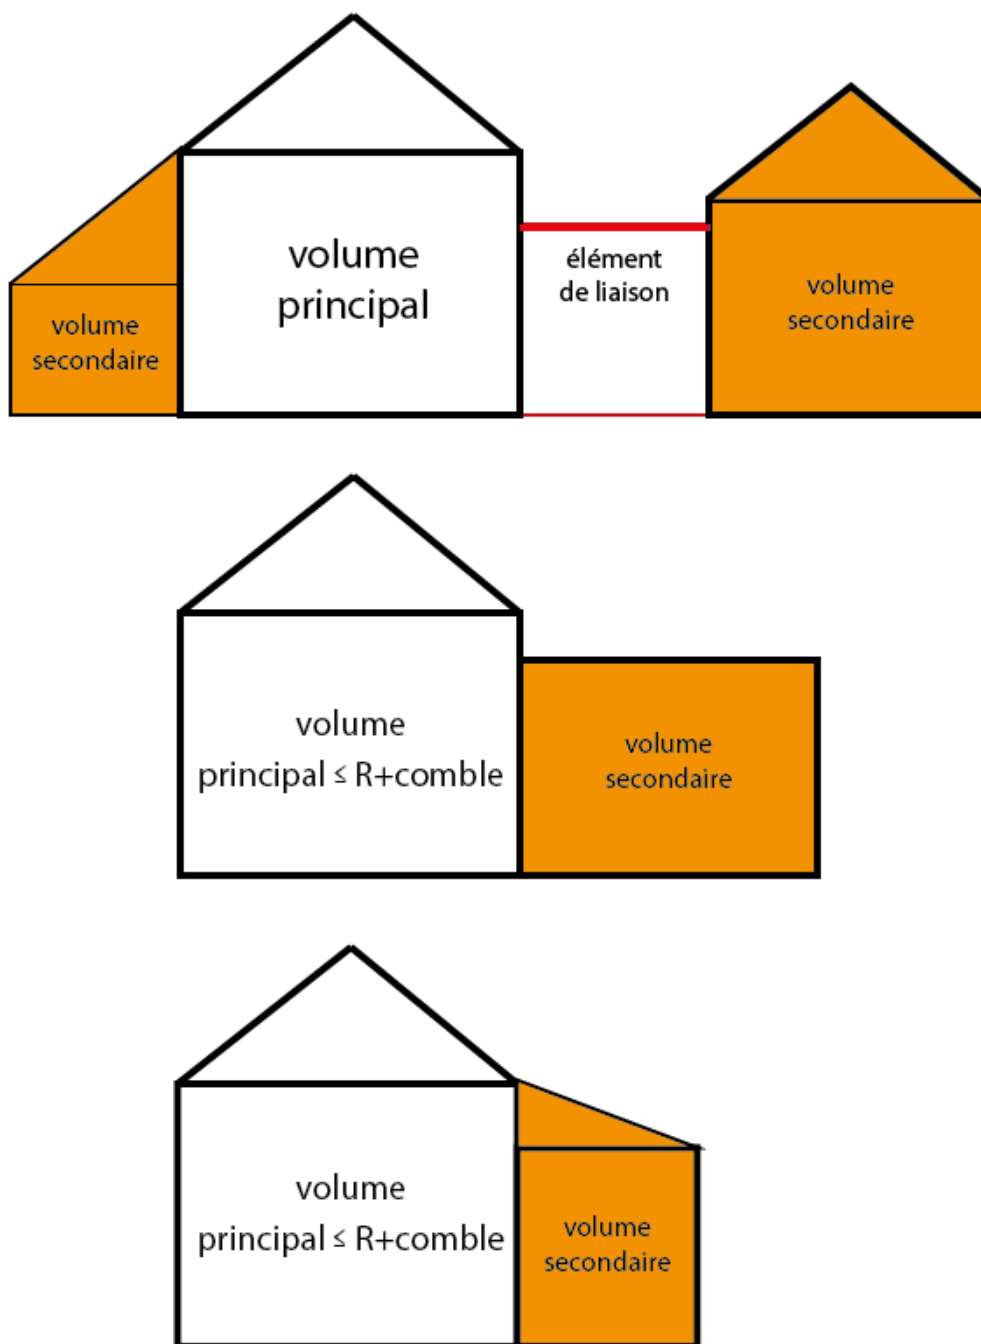 volume
principal
élément
de liaison
volume
secondaire
volume
secondaire
volume
principal ≤ R+comble
volume
secondaire
volume
principal ≤ R+comble
volume
secondaire